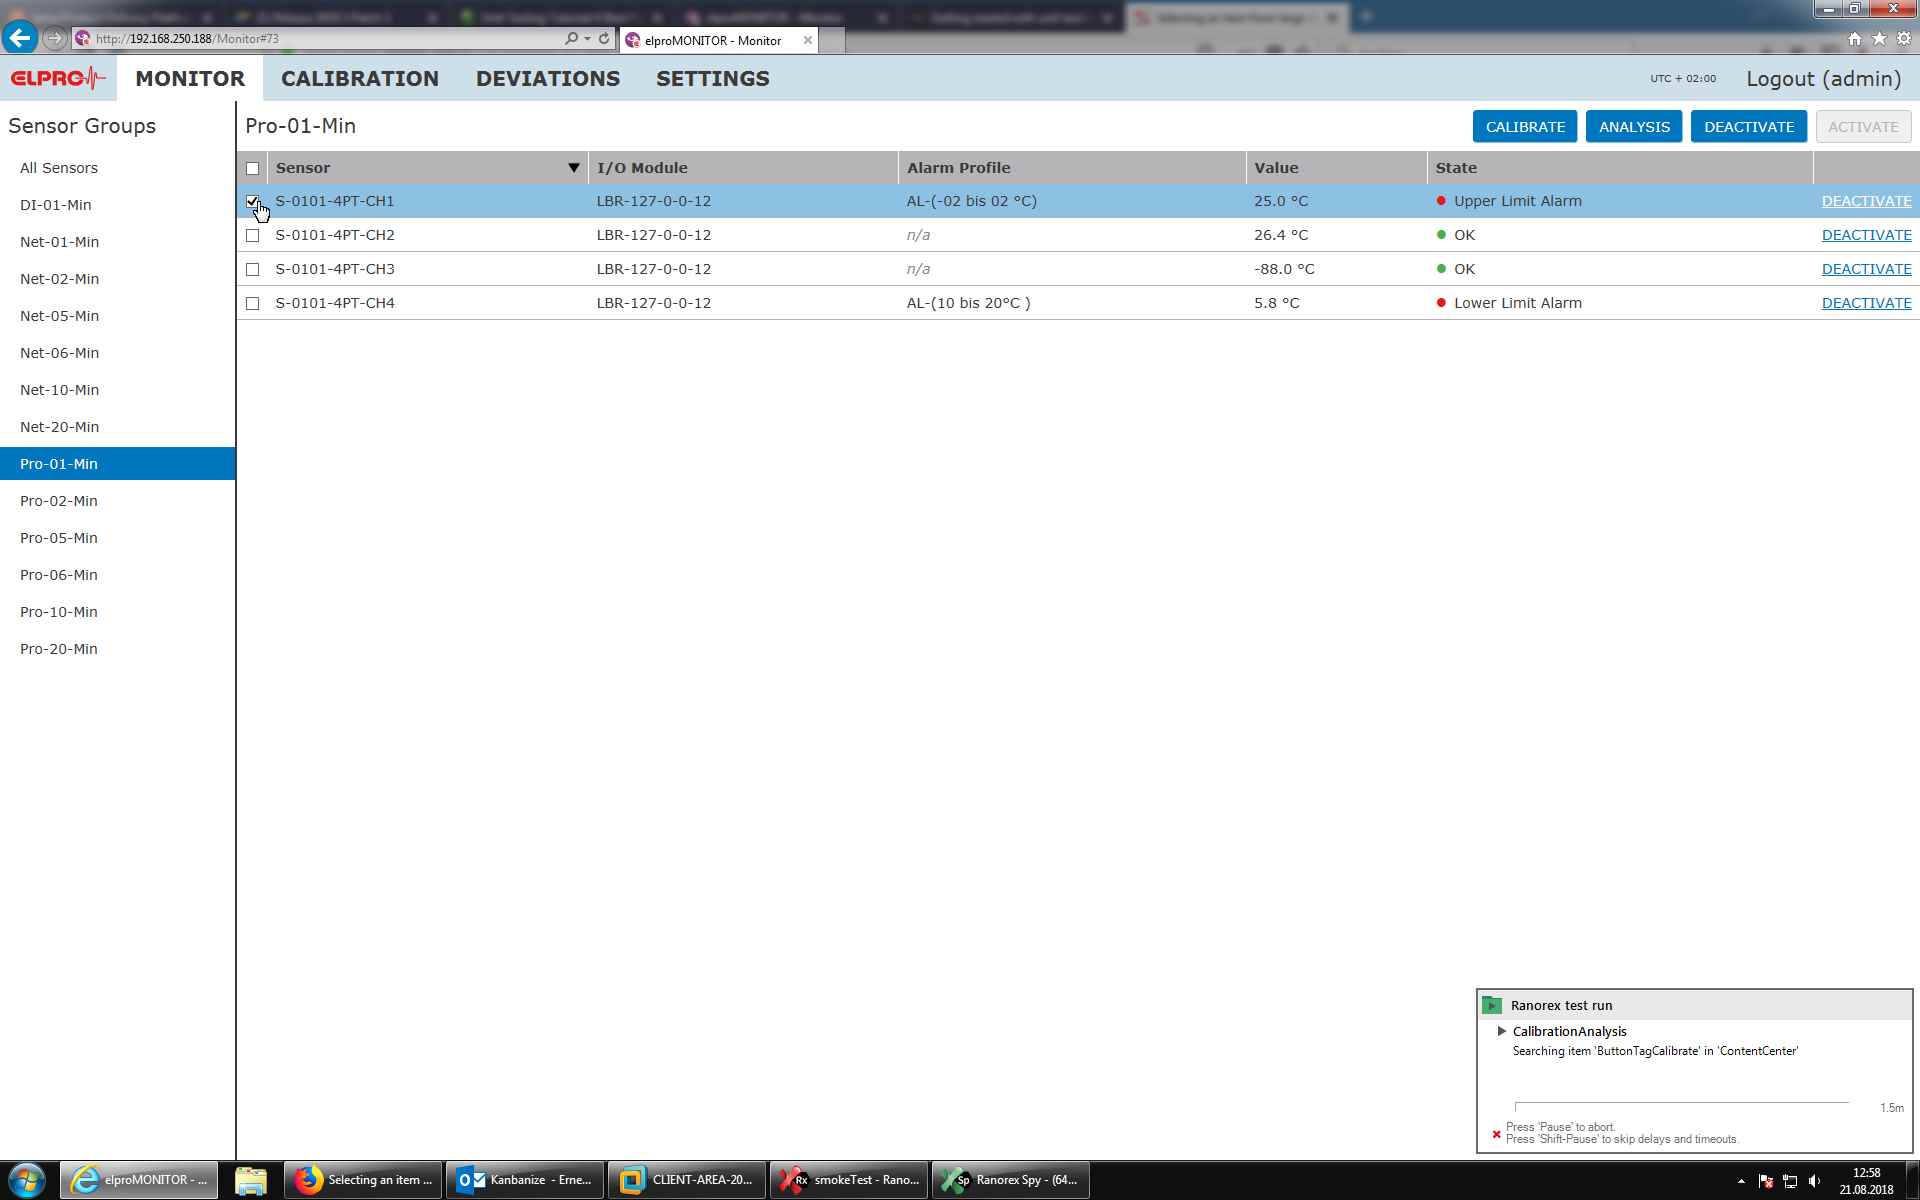 http://192.168.250.188/Monitor#73
elproMONITOR - Monitor
ELPRO
MONITOR
CALIBRATION
DEVIATIONS
SETTINGS
UTC + 02:00
Logout (admin)
Sensor Groups
All Sensors
DI-01-Min
Net-01-Min
Net-02-Min
Net-05-Min
Net-06-Min
Net-10-Min
Net-20-Min
Pro-01-Min
Pro-02-Min
Pro-05-Min
Pro-06-Min
Pro-10-Min
Pro-20-Min
Pro-01-Min
CALIBRATE ANALYSIS DEACTIVATE ACTIVATE
Sensor I/O Module Alarm Profile Value State
S-0101-4PT-CH1 LBR-127-0-0-12 AL-(-02 bis 02 °C) 25.0 °C Upper Limit Alarm DEACTIVATE
S-0101-4PT-CH2 LBR-127-0-0-12 n/a 26.4 °C OK DEACTIVATE
S-0101-4PT-CH3 LBR-127-0-0-12 n/a -88.0 °C OK DEACTIVATE
S-0101-4PT-CH4 LBR-127-0-0-12 AL-(10 bis 20°C ) 5.8 °C Lower Limit Alarm DEACTIVATE
Ranorex test run
CalibrationAnalysis
Searching item 'ButtonTagCalibrate' in 'ContentCenter'
1.5m
Press 'Pause' to abort.
Press 'Shift-Pause' to skip delays and timeouts.
elproMONITOR - ...
Selecting an item ...
Kanbanize - Erne...
CLIENT-AREA-20...
smokeTest - Rano...
Ranorex Spy - (64...
12:58
21.08.2018